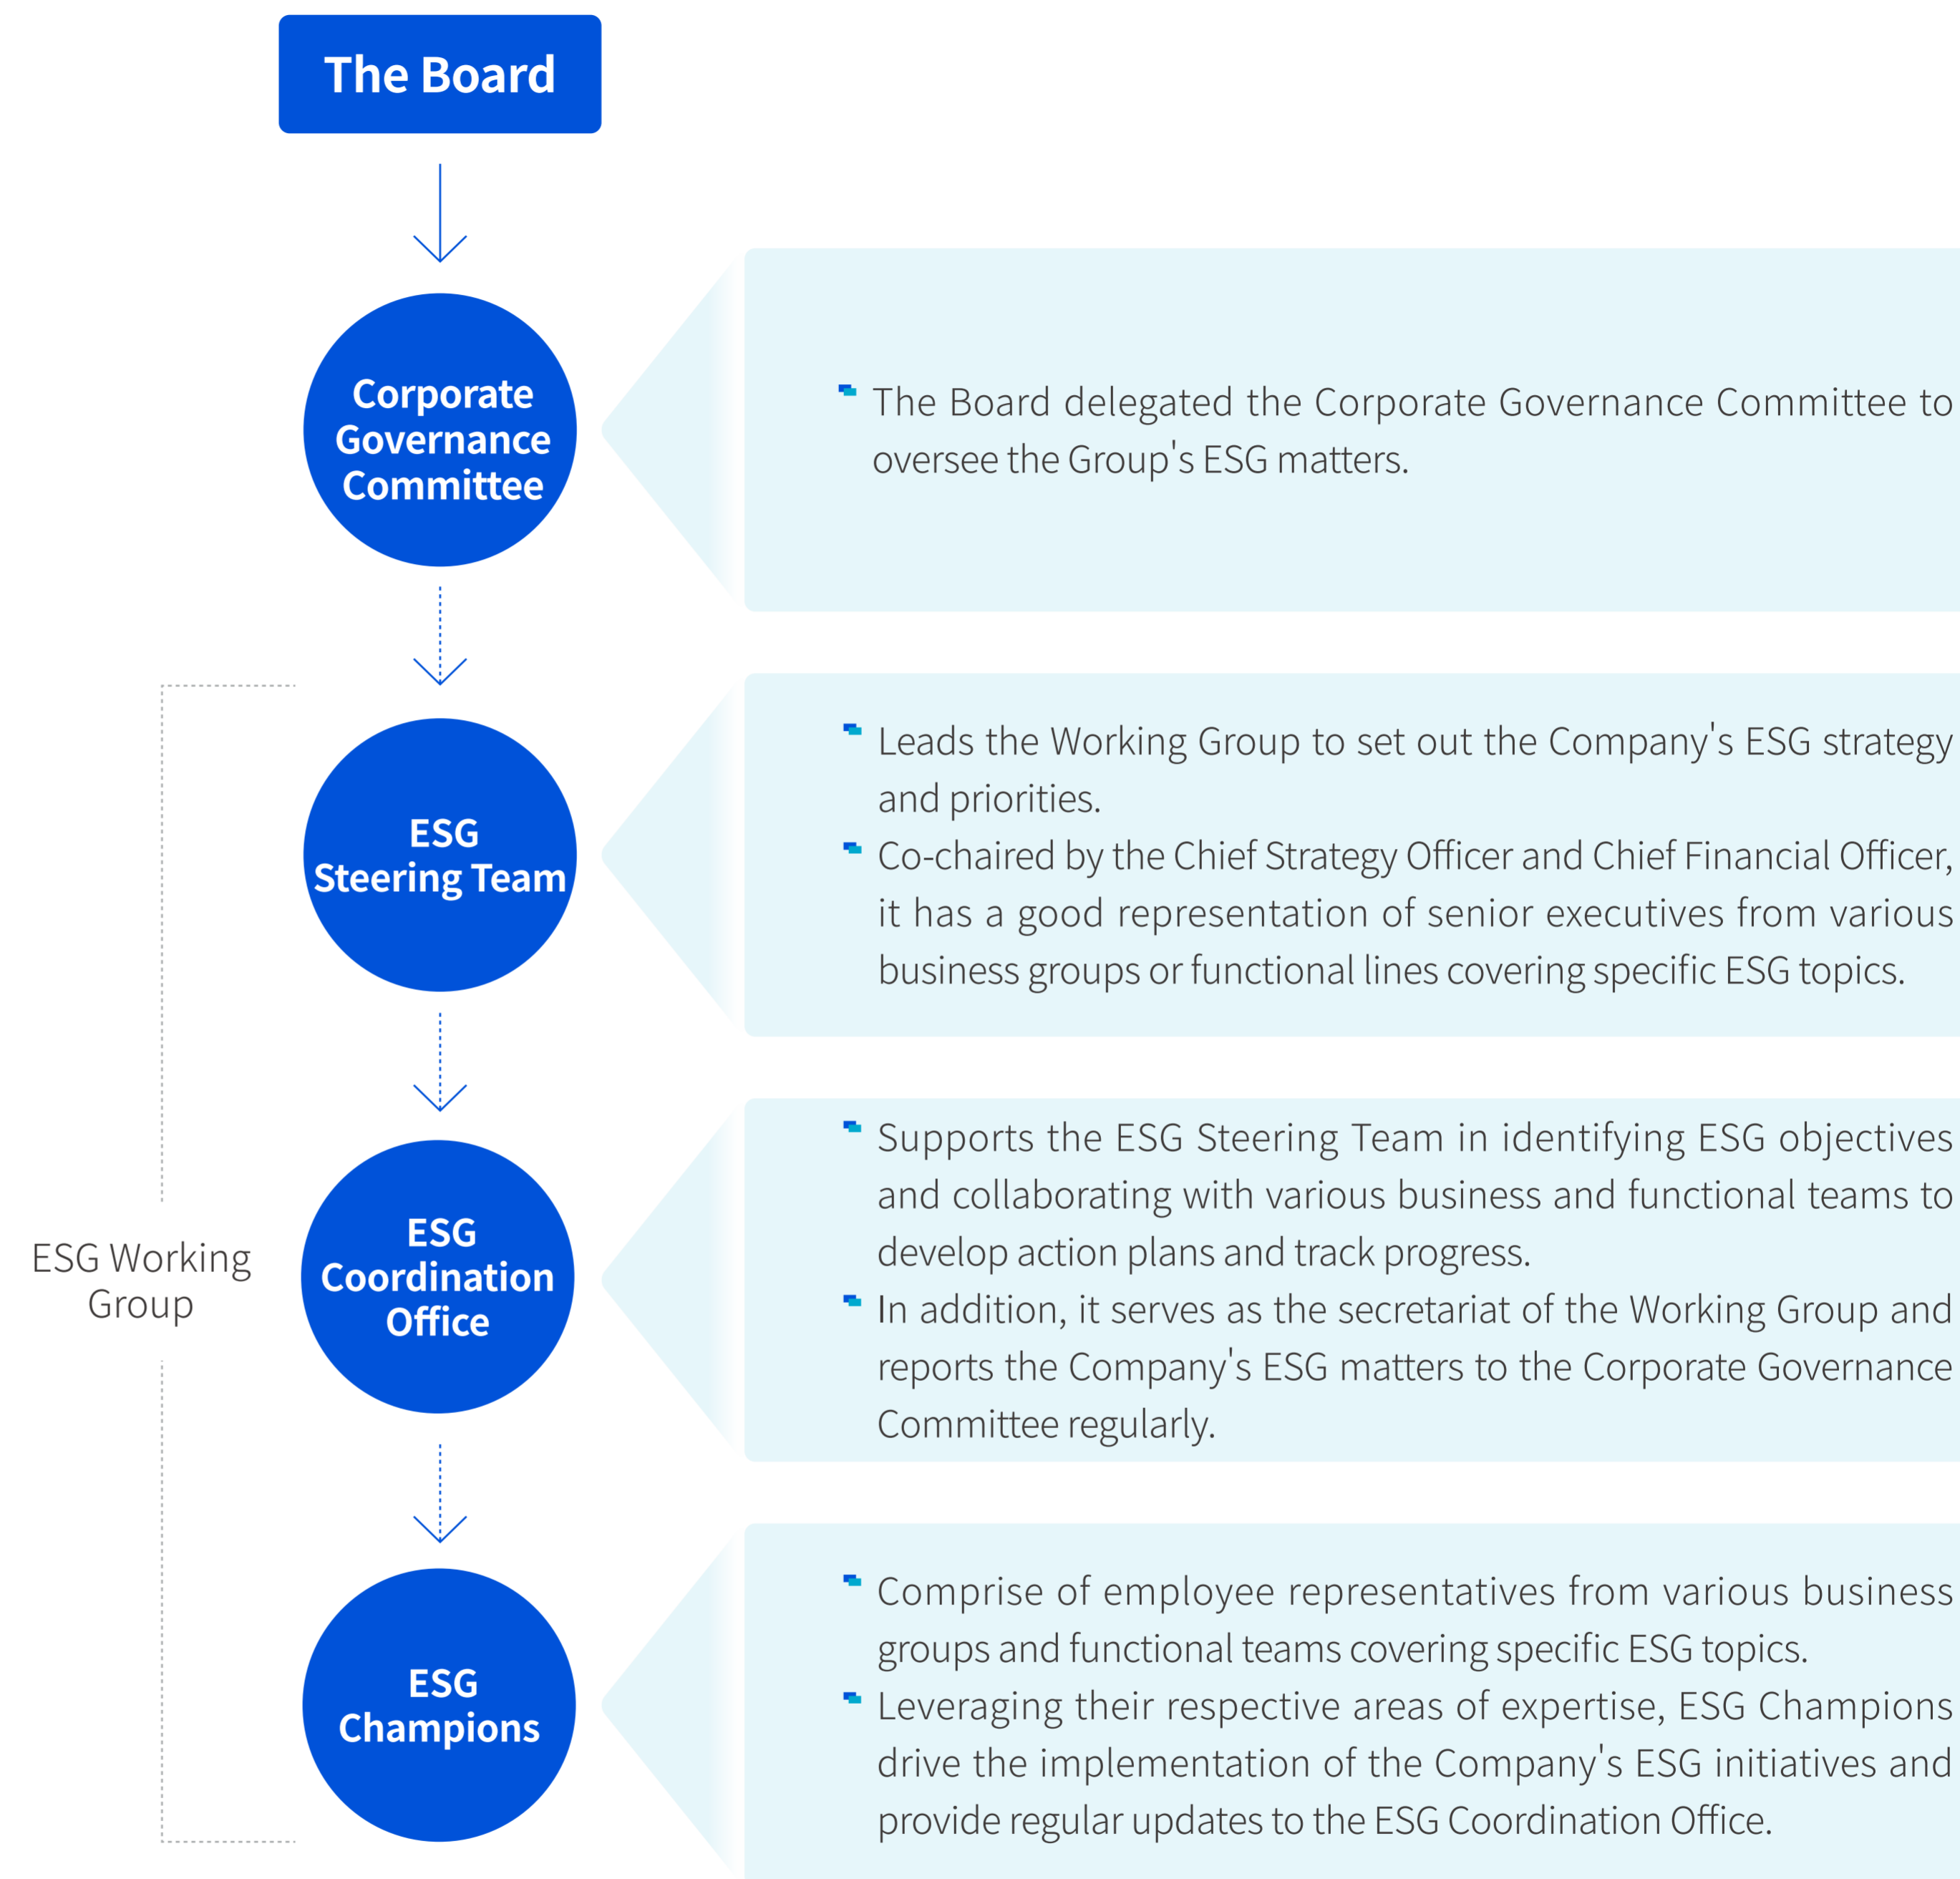 The Board
Corporate
Governance
Committee
The Board delegated the Corporate Governance Committee to
oversee the Group's ESG matters.
ESG
Steering Team
Leads the Working Group to set out the Company's ESG strategy
and priorities.
Co-chaired by the Chief Strategy Officer and Chief Financial Officer,
it has a good representation of senior executives from various
business groups or functional lines covering specific ESG topics.
ESG Working
Group
ESG
Coordination
Office
Supports the ESG Steering Team in identifying ESG objectives
and collaborating with various business and functional teams to
develop action plans and track progress.
In addition, it serves as the secretariat of the Working Group and
reports the Company's ESG matters to the Corporate Governance
Committee regularly.
ESG
Champions
Comprise of employee representatives from various business
groups and functional teams covering specific ESG topics.
Leveraging their respective areas of expertise, ESG Champions
drive the implementation of the Company's ESG initiatives and
provide regular updates to the ESG Coordination Office.